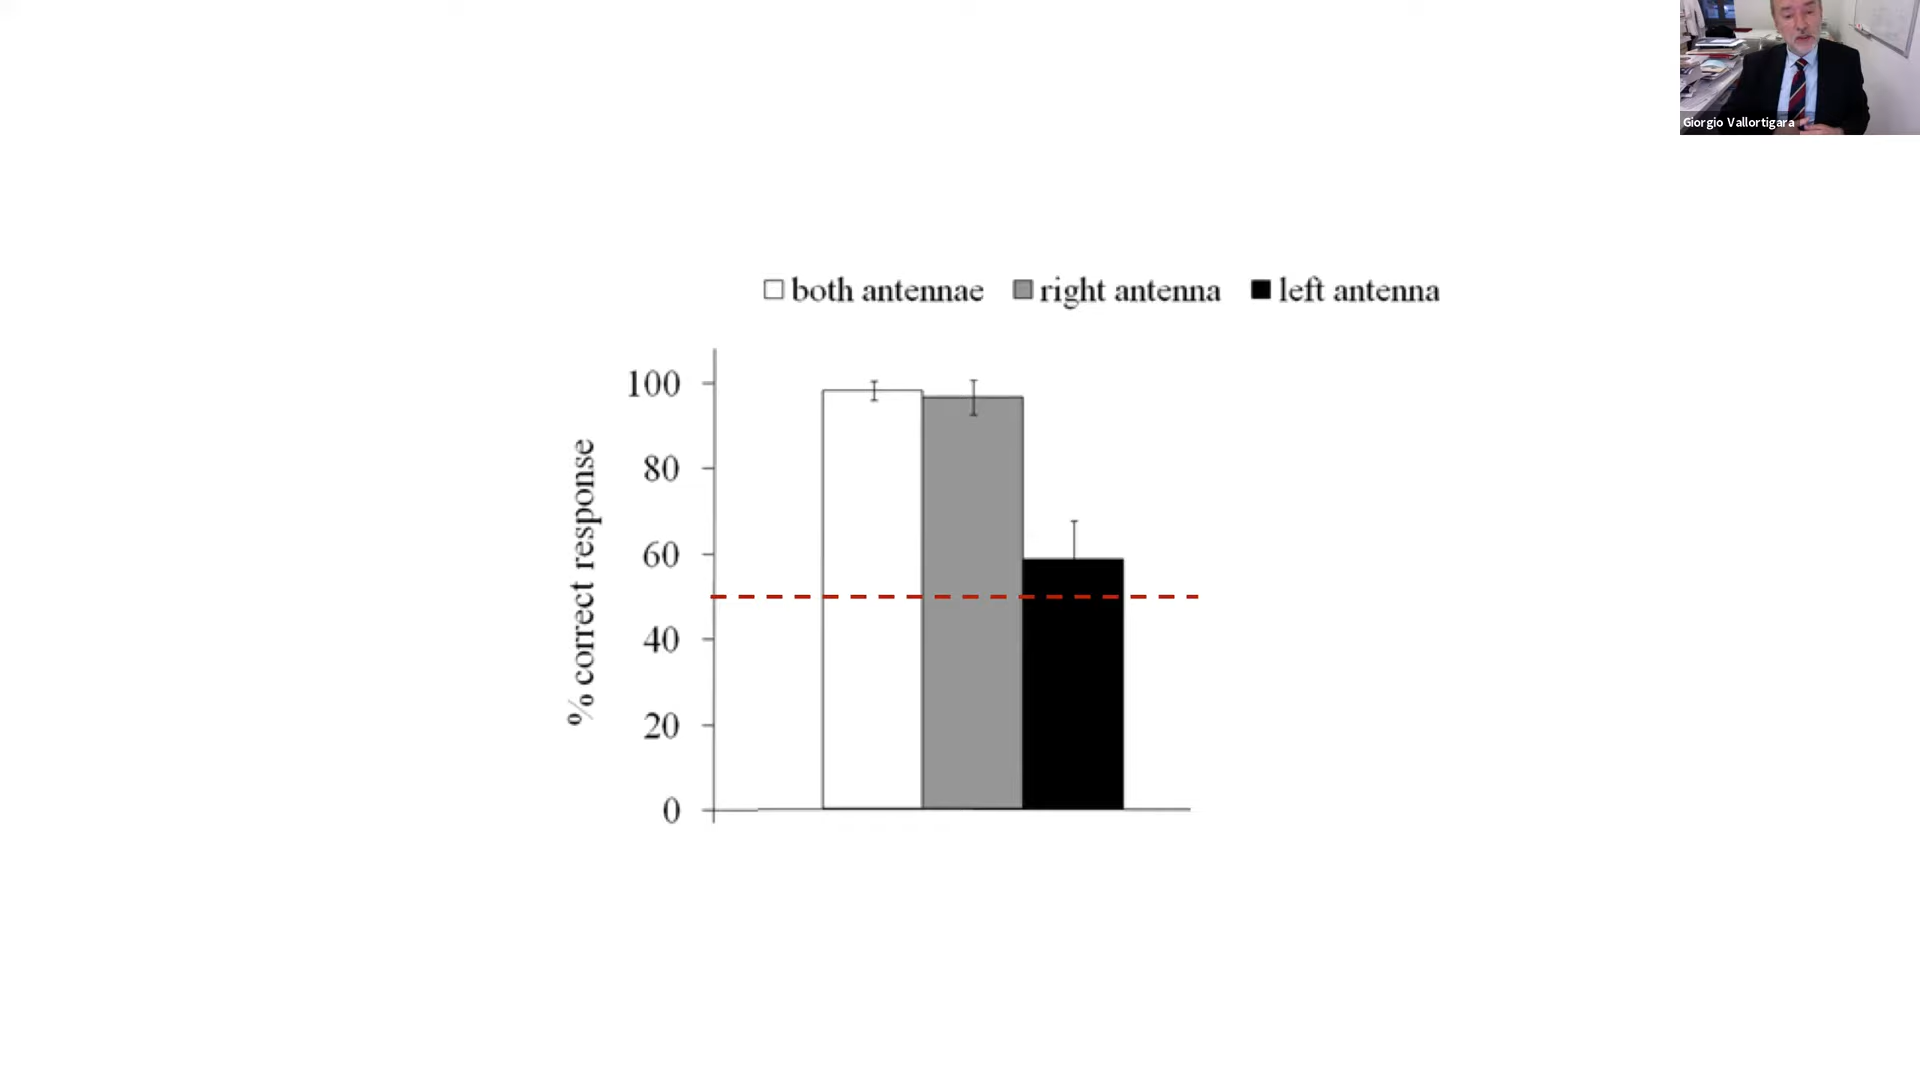 Giorgio Vallortigara
both antennae right antenna left antenna
% correct response
100
80
60
40
20
0